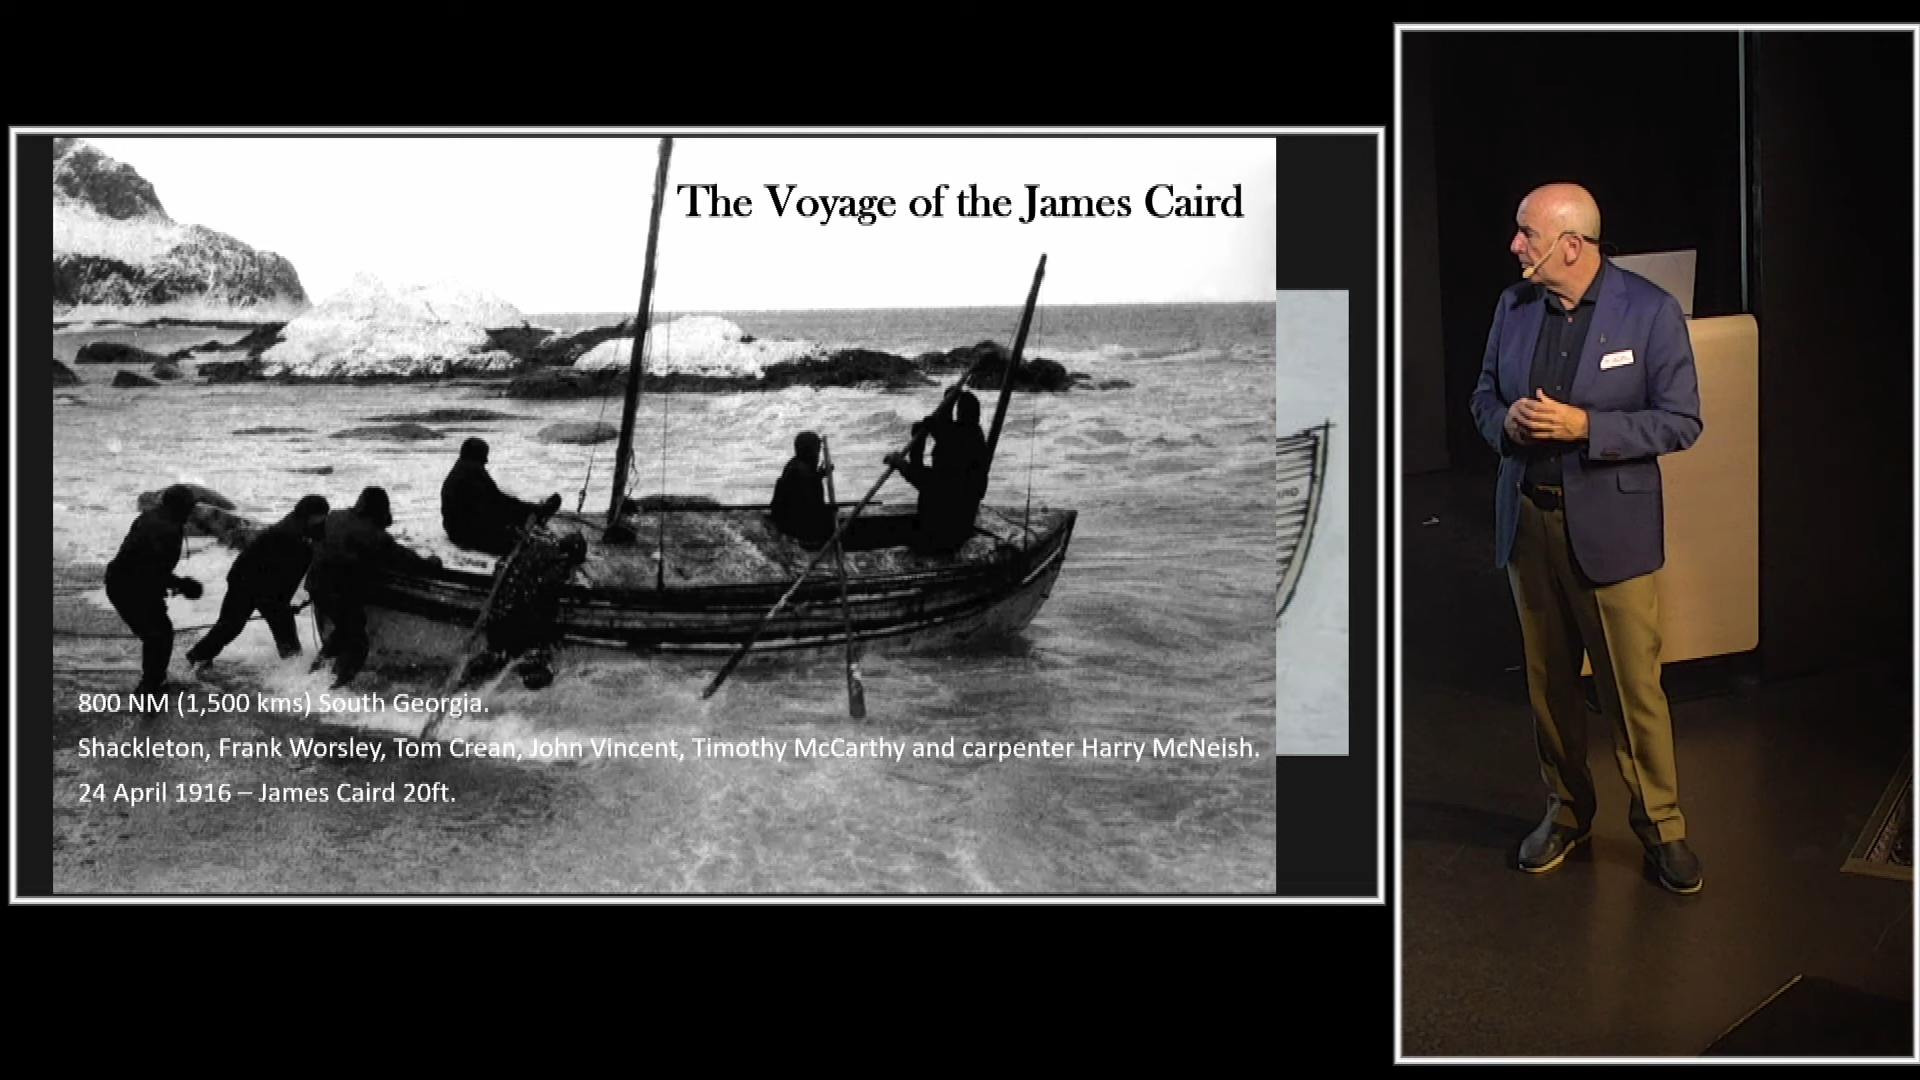 The Voyage of the James Caird
800 NM (1,500 kms) South Georgia.
Shackleton, Frank Worsley, Tom Crean, John Vincent, Timothy McCarthy and carpenter Harry McNeish.
24 April 1916 – James Caird 20ft.